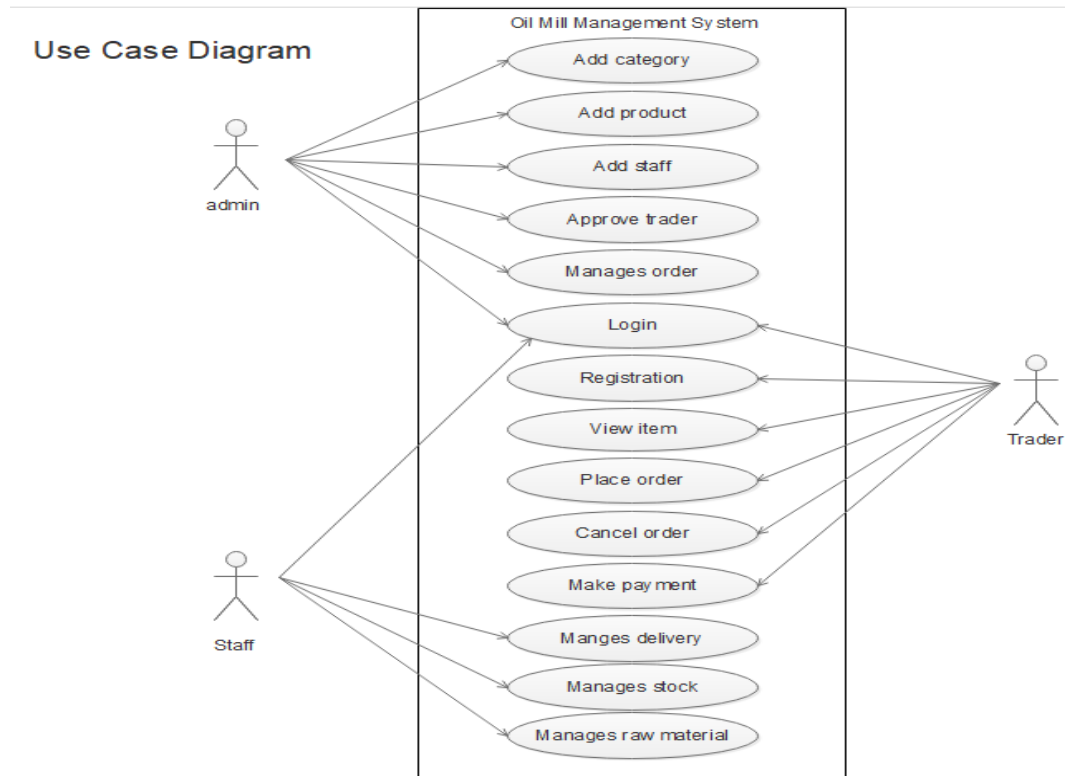 Oil Mill Management System
Use Case Diagram
Add category
Add product
Add staff
admin
Approve trader
Manages order
Login
Registration
View item
Trader
Place order
Cancel order
Make payment
Staff
Manges delivery
Manages stock
Manages raw material